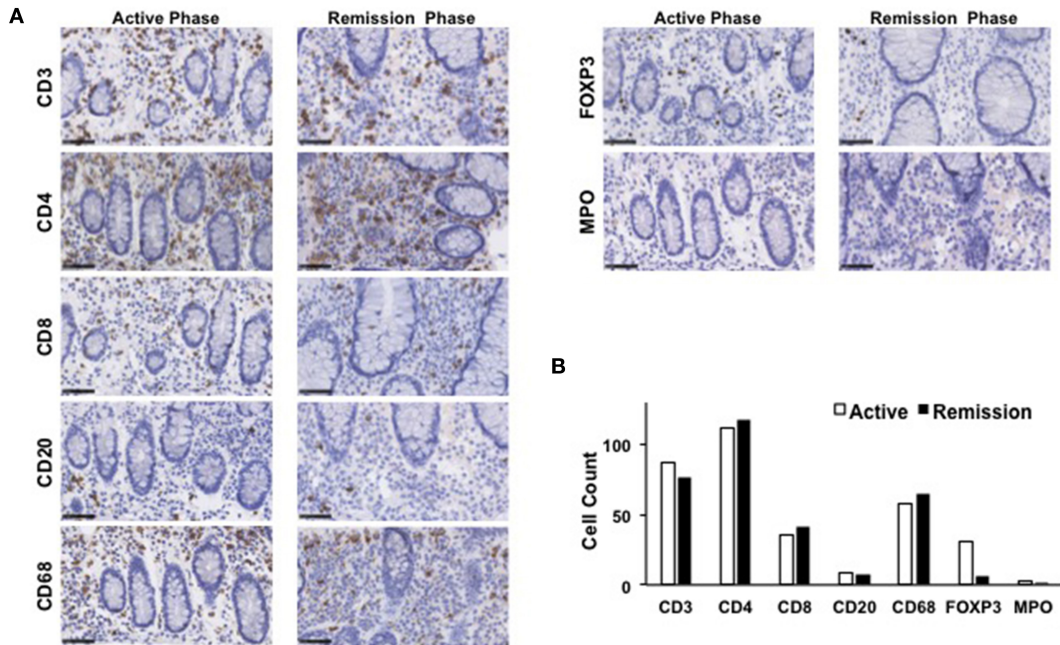 A
Active Phase Remission Phase
CD3
CD4
CD8
CD20
CD68
Active Phase Remission Phase
FOXP3
MPO
B
Active Remission
Cell Count
100
50
0
CD3 CD4 CD8 CD20 CD68 FOXP3 MPO